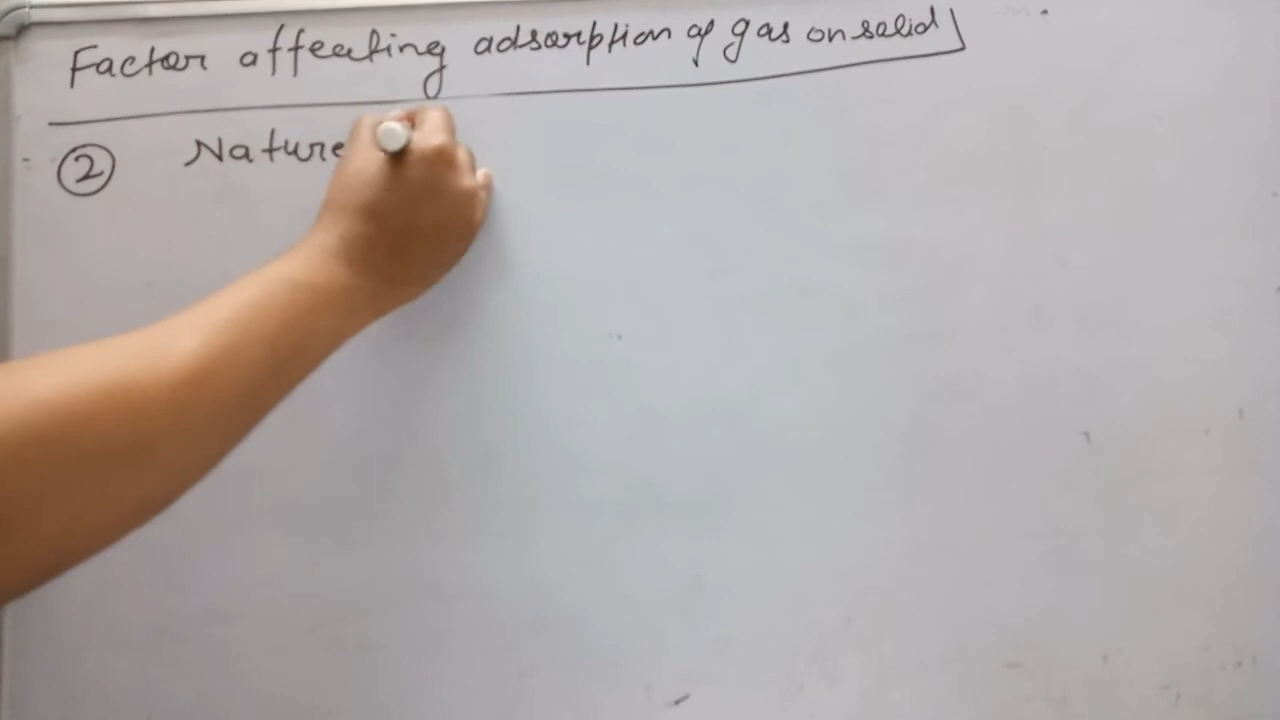 Factor affecting adsorption of gas on solid
② Nature